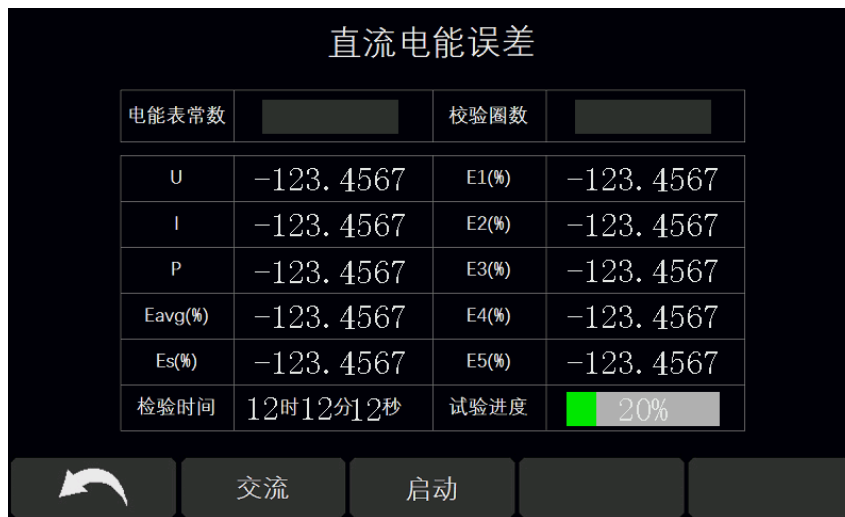 直流电能误差
电能表常数 校验圈数
U -123.4567 E1(%) -123.4567
I -123.4567 E2(%) -123.4567
P -123.4567 E3(%) -123.4567
Eavg(%) -123.4567 E4(%) -123.4567
Es(%) -123.4567 E5(%) -123.4567
检验时间 12时12分12秒 试验进度 20%
交流 启动